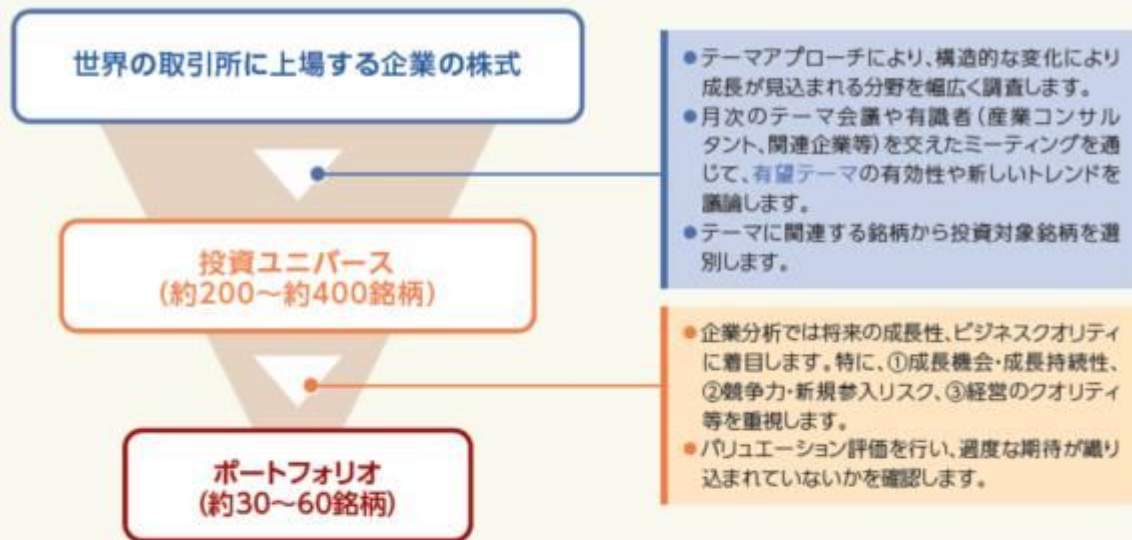 世界の取引所に上場する企業の株式
●テーマアプローチにより、構造的な変化により
成長が見込まれる分野を幅広く調査します。
●月次のテーマ会議や有識者(産業コンサル
タント、関連企業等)を交えたミーティングを通
じて、有望テーマの有効性や新しいトレンドを
議論します。
●テーマに関連する銘柄から投資対象銘柄を選
別します。
投資ユニバース
(約200〜約400銘柄)
●企業分析では将来の成長性、ビジネスクオリティ
に着目します。特に、①成長機会・成長持続性、
②競争力・新規参入リスク、③経営のクオリティ
等を重視します。
●バリュエーション評価を行い、過度な期待が織り
込まれていないかを確認します。
ポートフォリオ
(約30〜60銘柄)